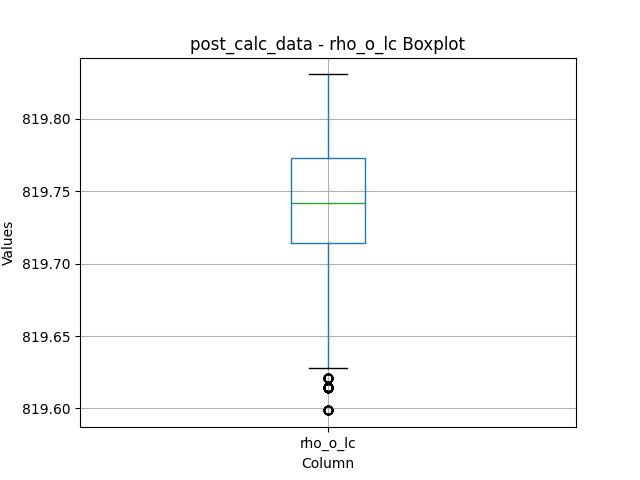 post_calc_data - rho_o_lc Boxplot
819.80
819.75
819.70
819.65
819.60
Values
rho_o_lc
Column